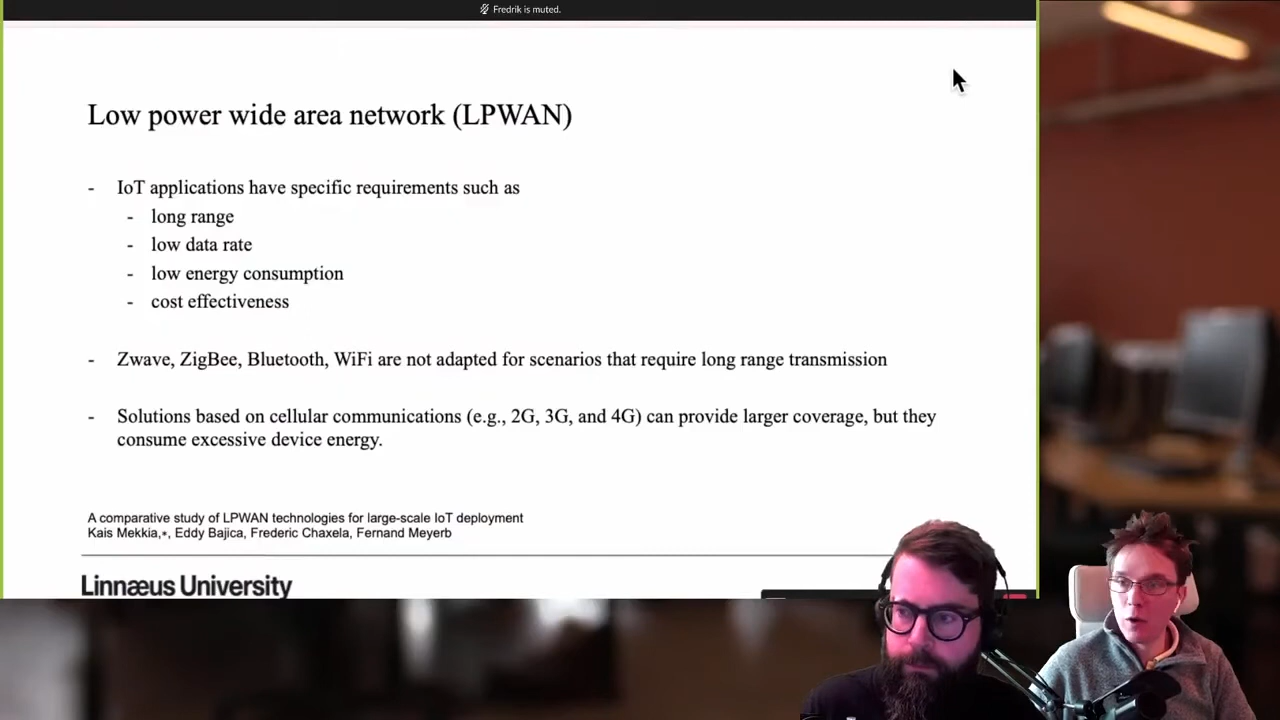 Fredrik is muted.
Low power wide area network (LPWAN)
- IoT applications have specific requirements such as
- long range
- low data rate
- low energy consumption
- cost effectiveness
- Zwave, ZigBee, Bluetooth, WiFi are not adapted for scenarios that require long range transmission
- Solutions based on cellular communications (e.g., 2G, 3G, and 4G) can provide larger coverage, but they
consume excessive device energy.
A comparative study of LPWAN technologies for large-scale IoT deployment
Kais Mekkia,*, Eddy Bajica, Frederic Chaxela, Fernand Meyerb
Linnæus University